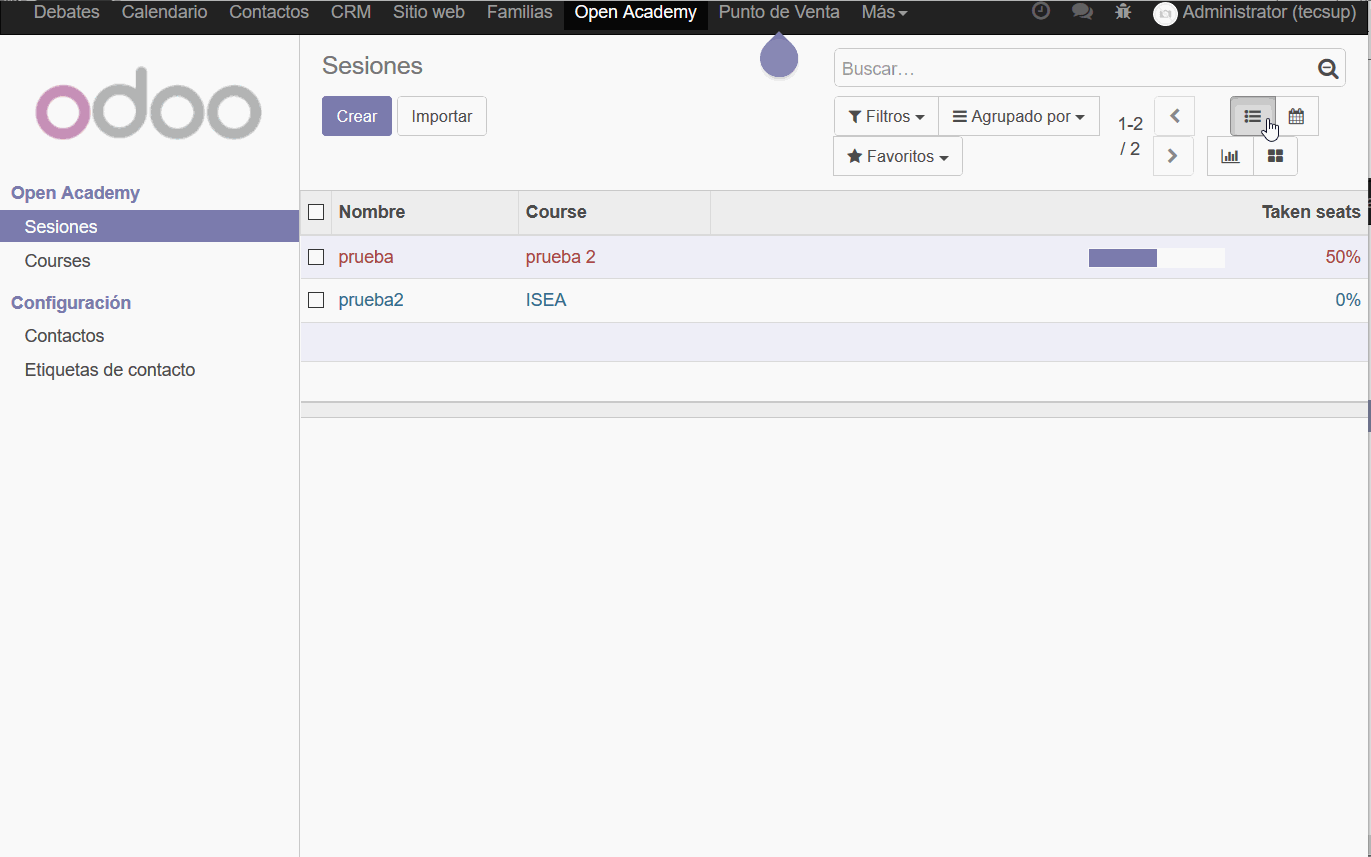 Debates Calendario Contactos CRM Sitio web Familias Open Academy Punto de Venta Más Administrator (tecsup)
odoo
Sesiones
Buscar...
Crear Importar
Filtros Agrupado por
Favoritos
1-2
/ 2
Open Academy
Sesiones
Courses
Configuración
Contactos
Etiquetas de contacto
Nombre Course Taken seats
prueba prueba 2 50%
prueba2 ISEA 0%